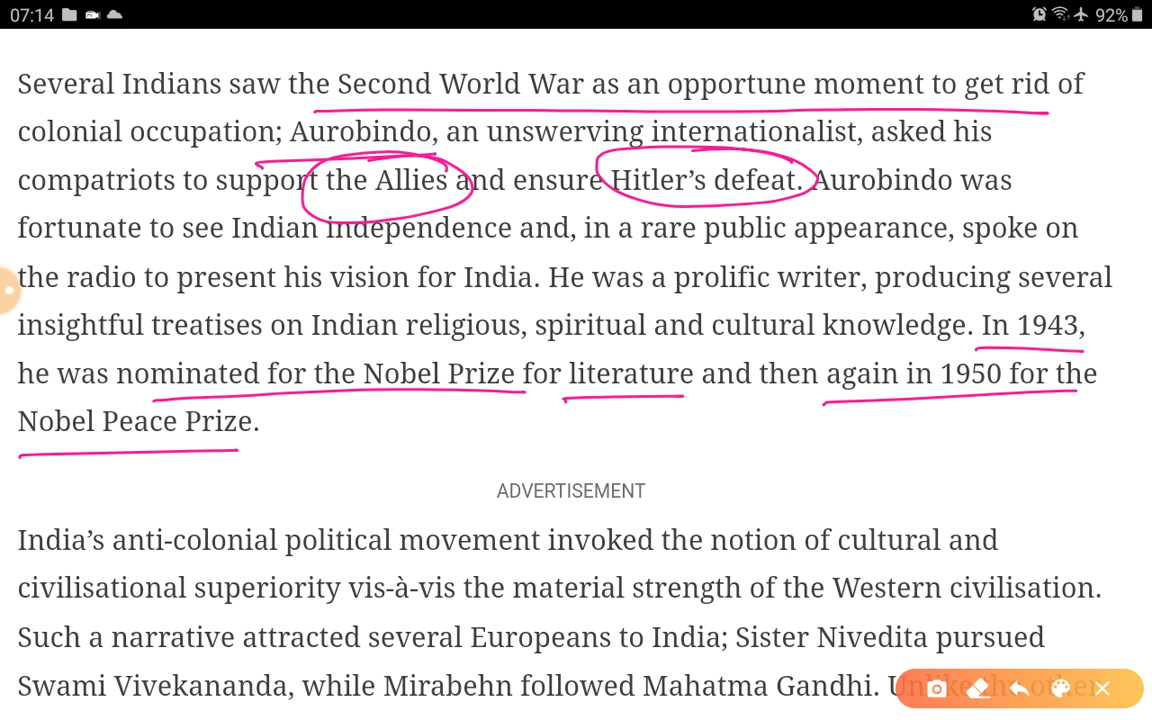 07:14
92%
Several Indians saw the Second World War as an opportune moment to get rid of
colonial occupation; Aurobindo, an unswerving internationalist, asked his
compatriots to support the Allies and ensure Hitler’s defeat. Aurobindo was
fortunate to see Indian independence and, in a rare public appearance, spoke on
the radio to present his vision for India. He was a prolific writer, producing several
insightful treatises on Indian religious, spiritual and cultural knowledge. In 1943,
he was nominated for the Nobel Prize for literature and then again in 1950 for the
Nobel Peace Prize.
ADVERTISEMENT
India’s anti-colonial political movement invoked the notion of cultural and
civilisational superiority vis-à-vis the material strength of the Western civilisation.
Such a narrative attracted several Europeans to India; Sister Nivedita pursued
Swami Vivekananda, while Mirabehn followed Mahatma Gandhi.